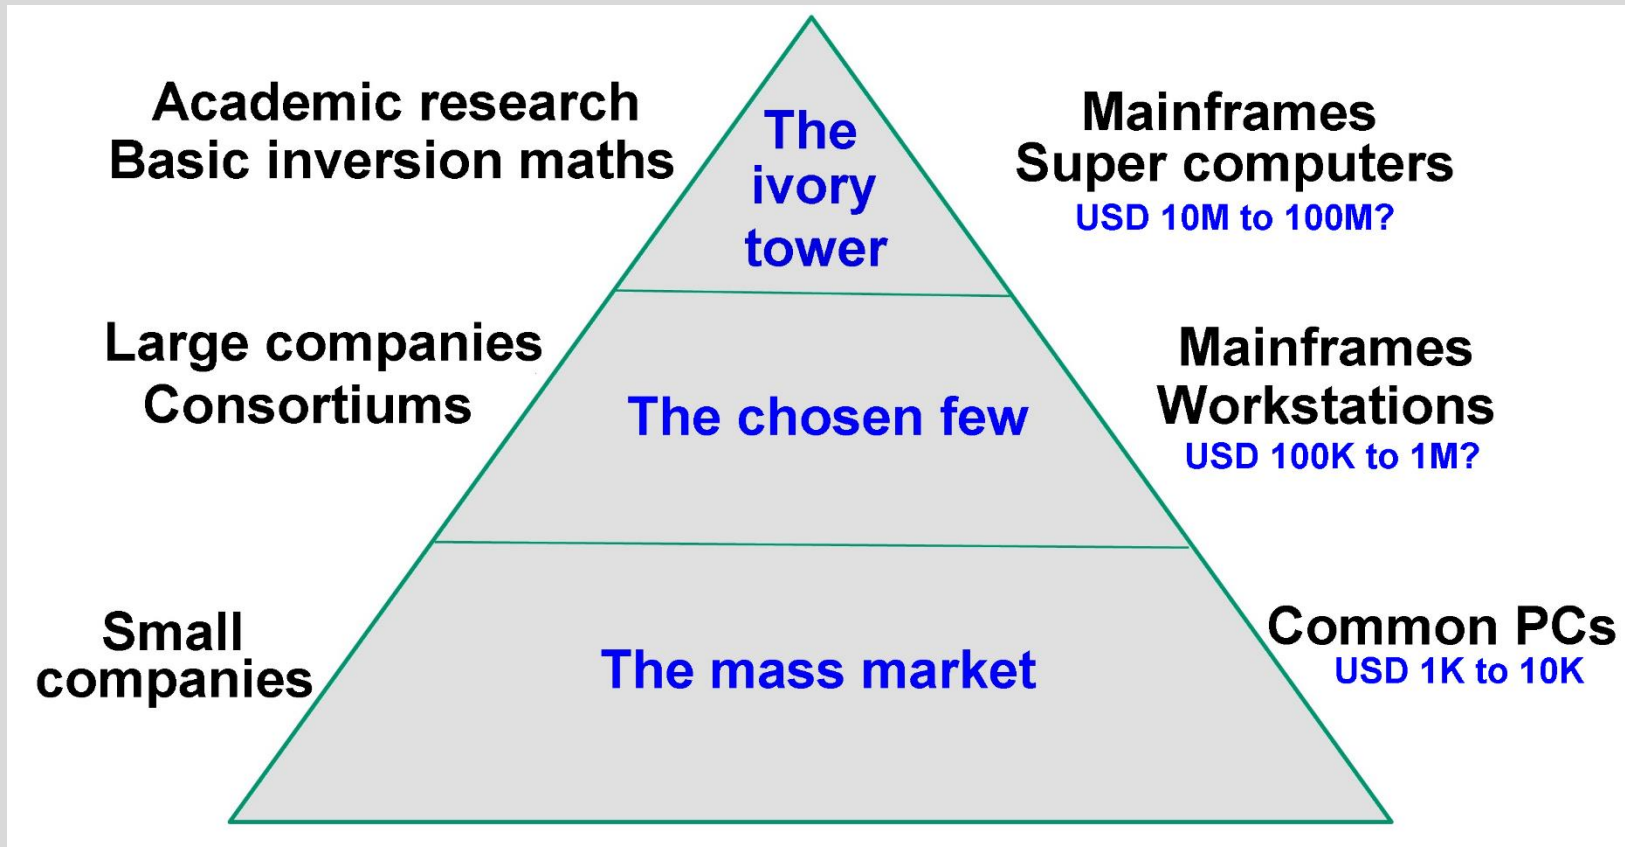 Academic research
Basic inversion maths
The
ivory
tower
Mainframes
Super computers
USD 10M to 100M?
Large companies
Consortiums
The chosen few
Mainframes
Workstations
USD 100K to 1M?
Small
companies
The mass market
Common PCs
USD 1K to 10K